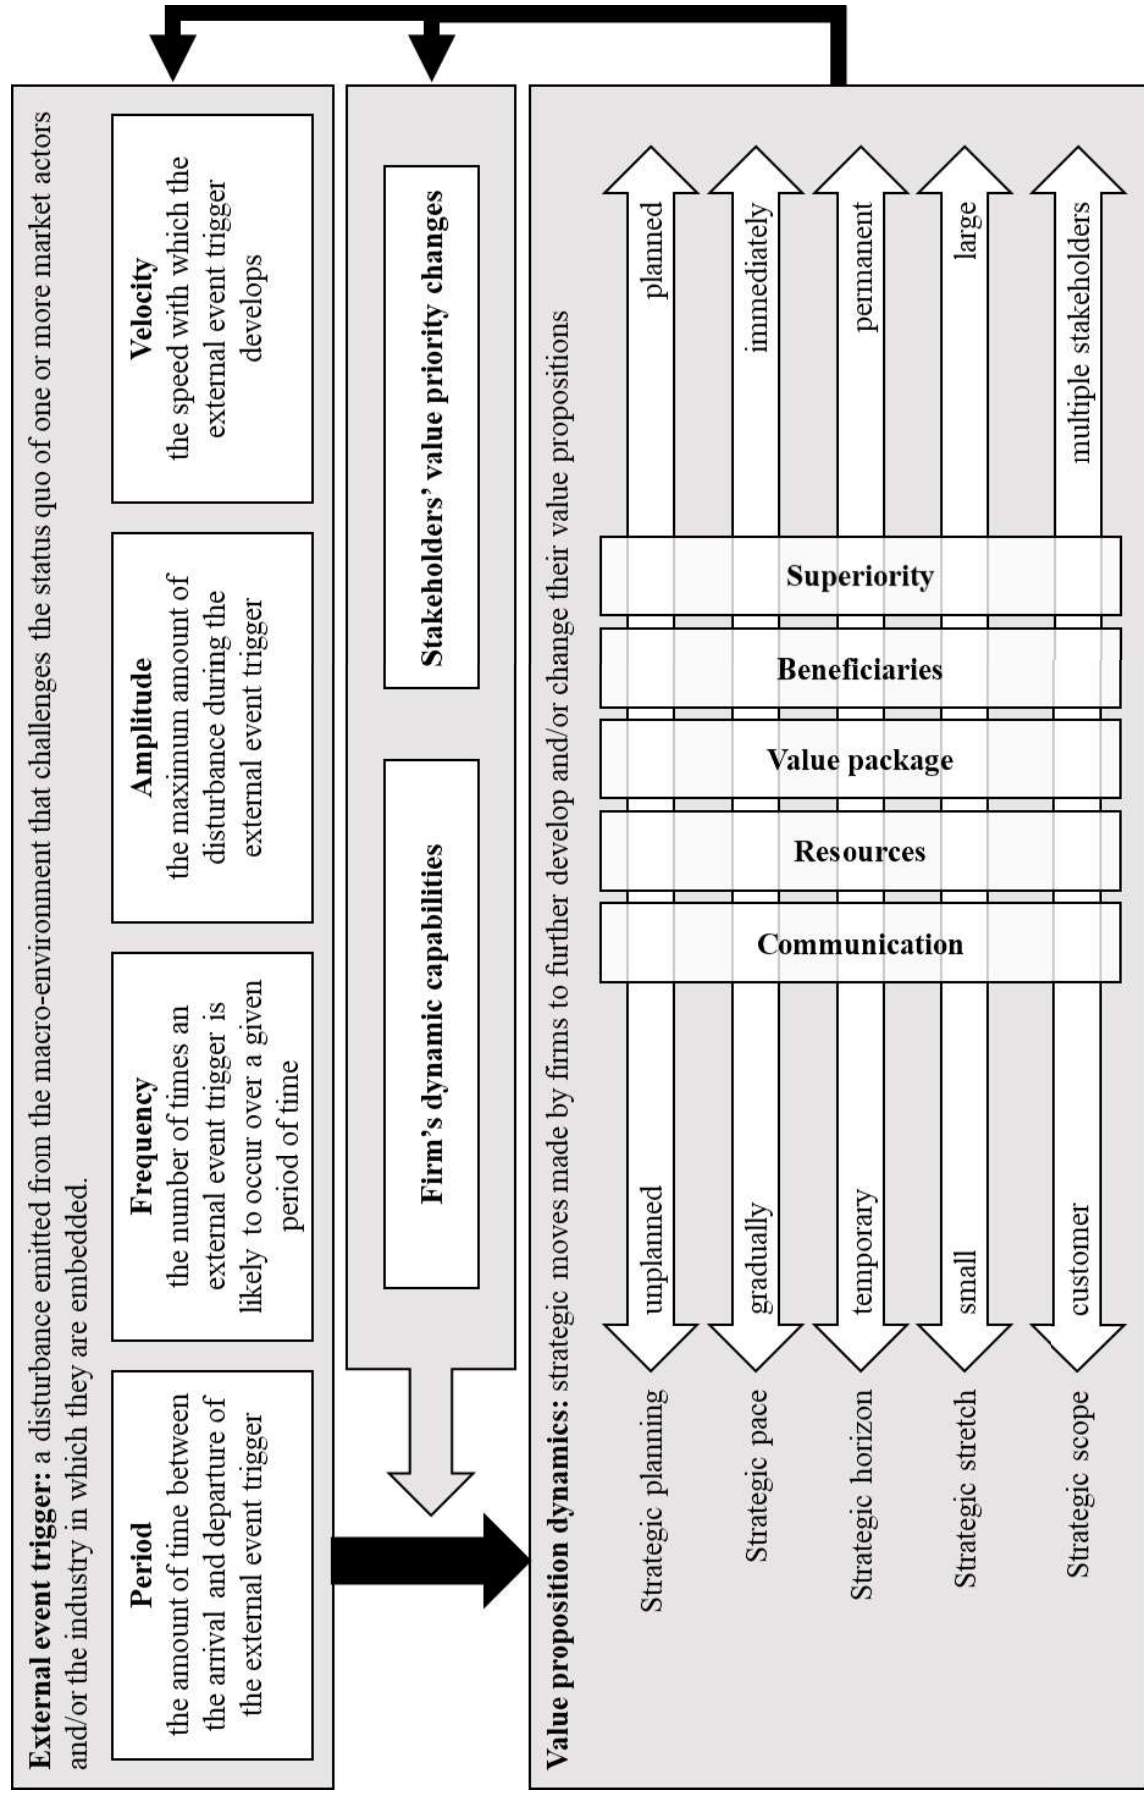 External event trigger: a disturbance emitted from the macro-environment that challenges the status quo of one or more market actors
and/or the industry in which they are embedded.
Period
the amount of time between
the arrival and departure of
the external event trigger
Frequency
the number of times an
external event trigger is
likely to occur over a given
period of time
Amplitude
the maximum amount of
disturbance during the
external event trigger
Velocity
the speed with which the
external event trigger
develops
Firm’s dynamic capabilities
Stakeholders’ value priority changes
Value proposition dynamics: strategic moves made by firms to further develop and/or change their value propositions
Strategic planning
unplanned
planned
Strategic pace
gradually
immediately
Strategic horizon
temporary
permanent
Strategic stretch
small
large
Strategic scope
customer
multiple stakeholders
Communication
Resources
Value package
Beneficiaries
Superiority